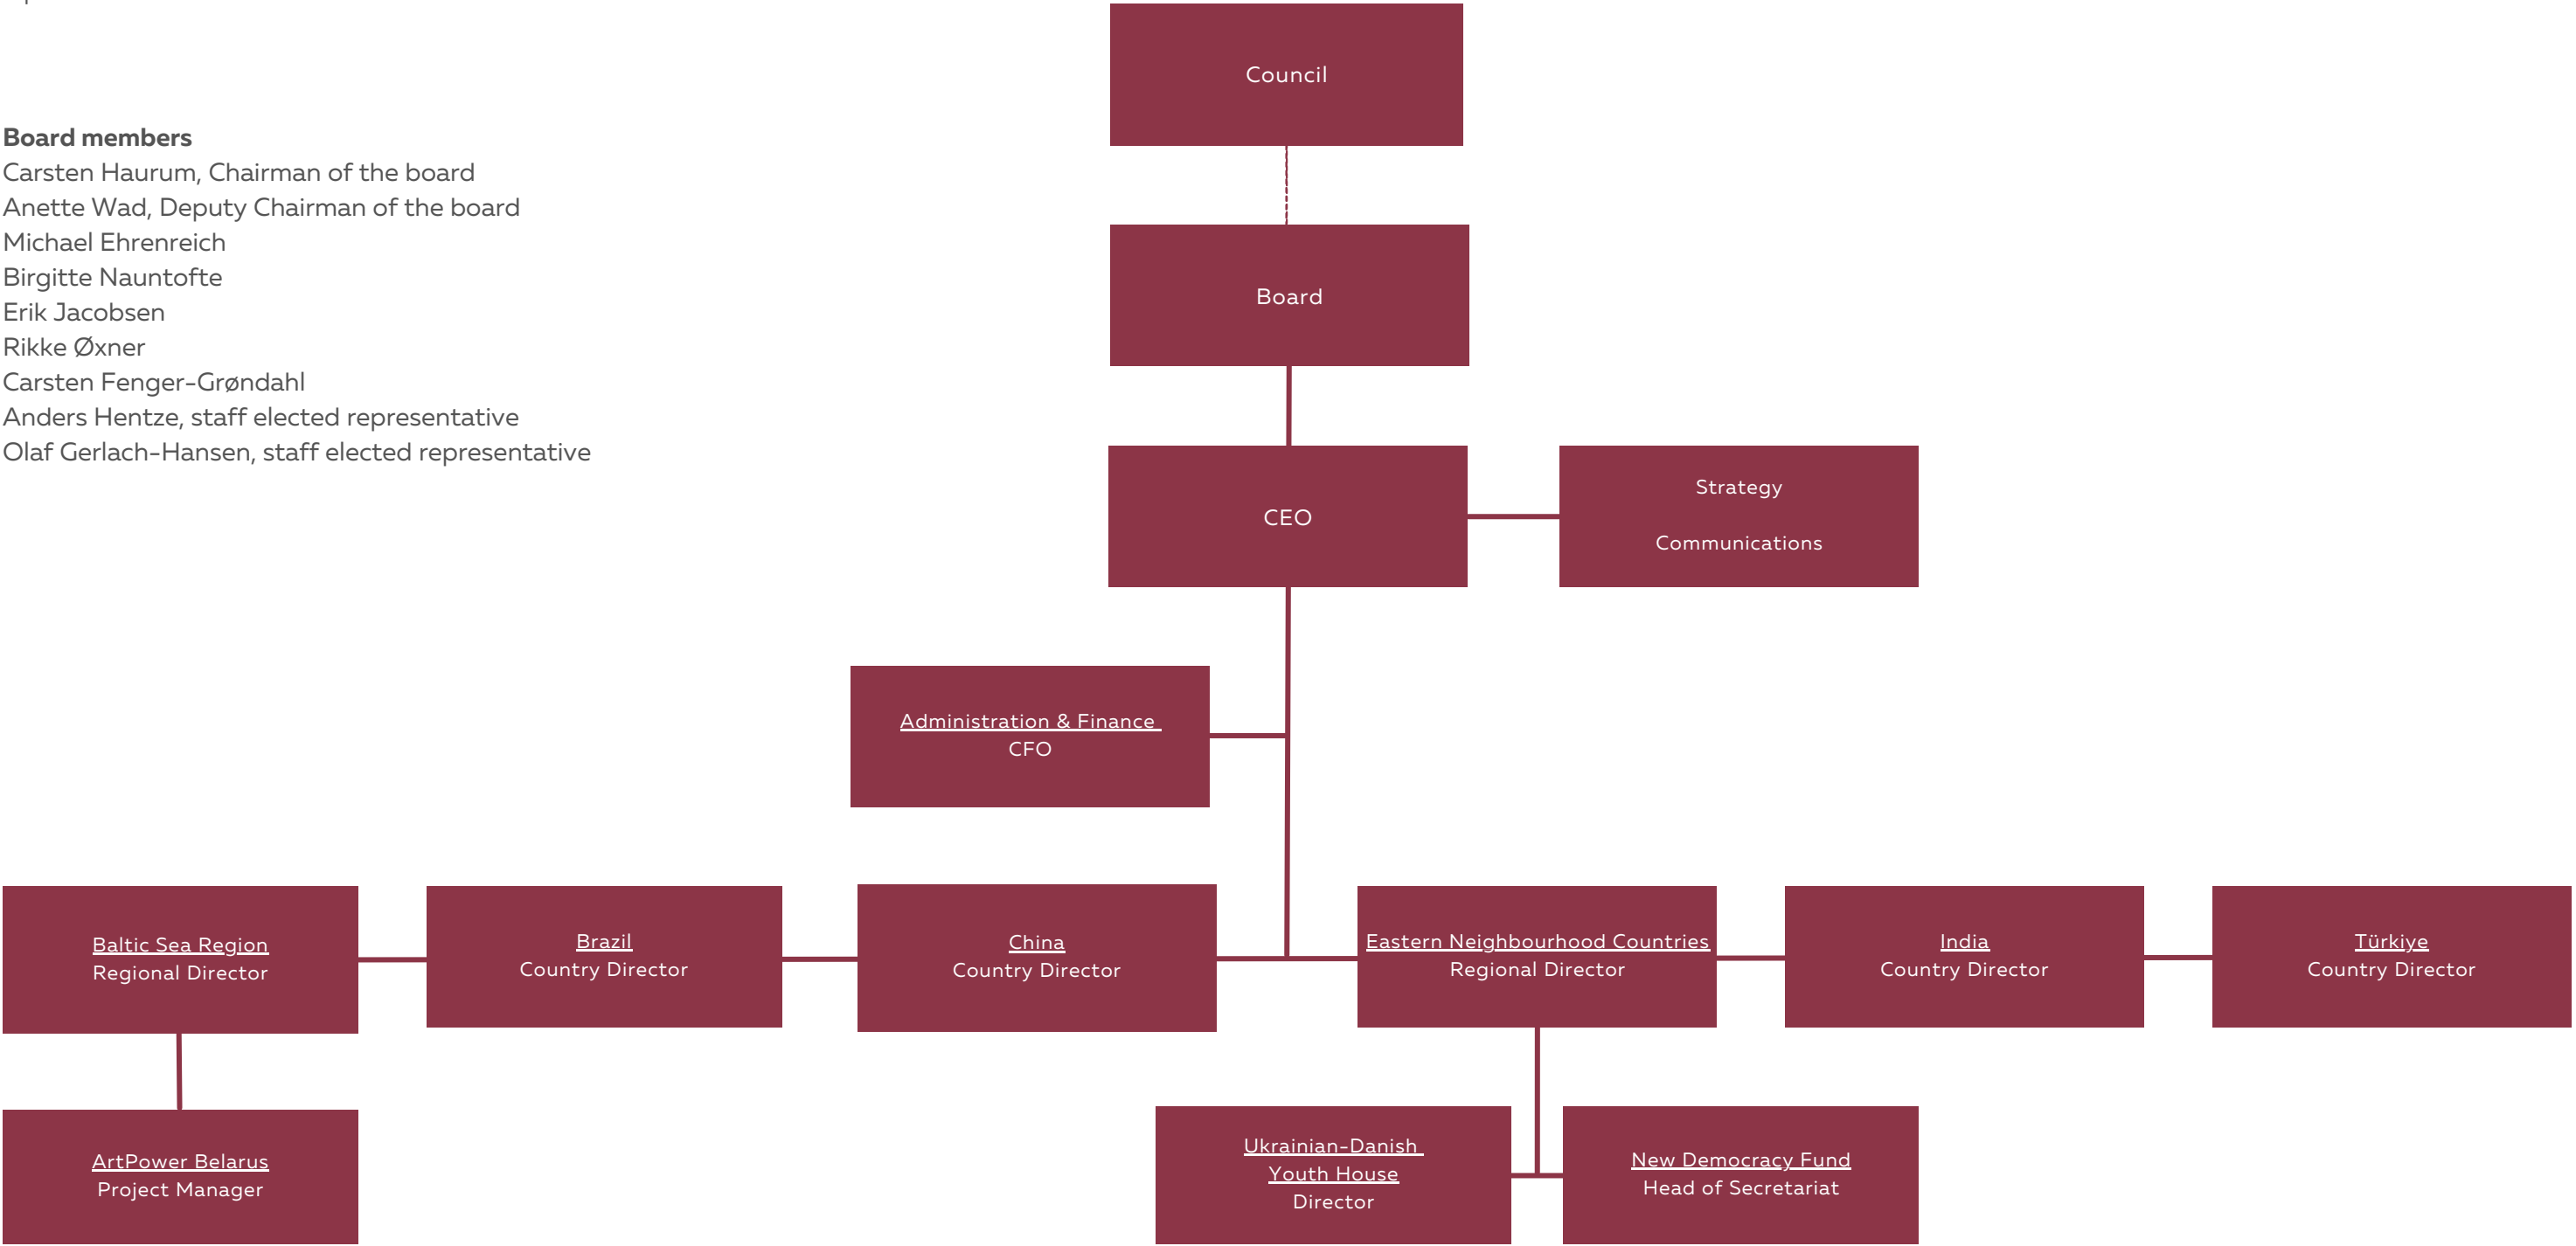 Council
Board members
Carsten Haurum, Chairman of the board
Anette Wad, Deputy Chairman of the board
Michael Ehrenreich
Birgitte Nauntofte
Erik Jacobsen
Rikke Øxner
Carsten Fenger-Grøndahl
Anders Hentze, staff elected representative
Olaf Gerlach-Hansen, staff elected representative
Board
CEO
Strategy
Communications
Administration & Finance
CFO
Baltic Sea Region
Regional Director
Brazil
Country Director
China
Country Director
Eastern Neighbourhood Countries
Regional Director
India
Country Director
Türkiye
Country Director
ArtPower Belarus
Project Manager
Ukrainian-Danish
Youth House
Director
New Democracy Fund
Head of Secretariat